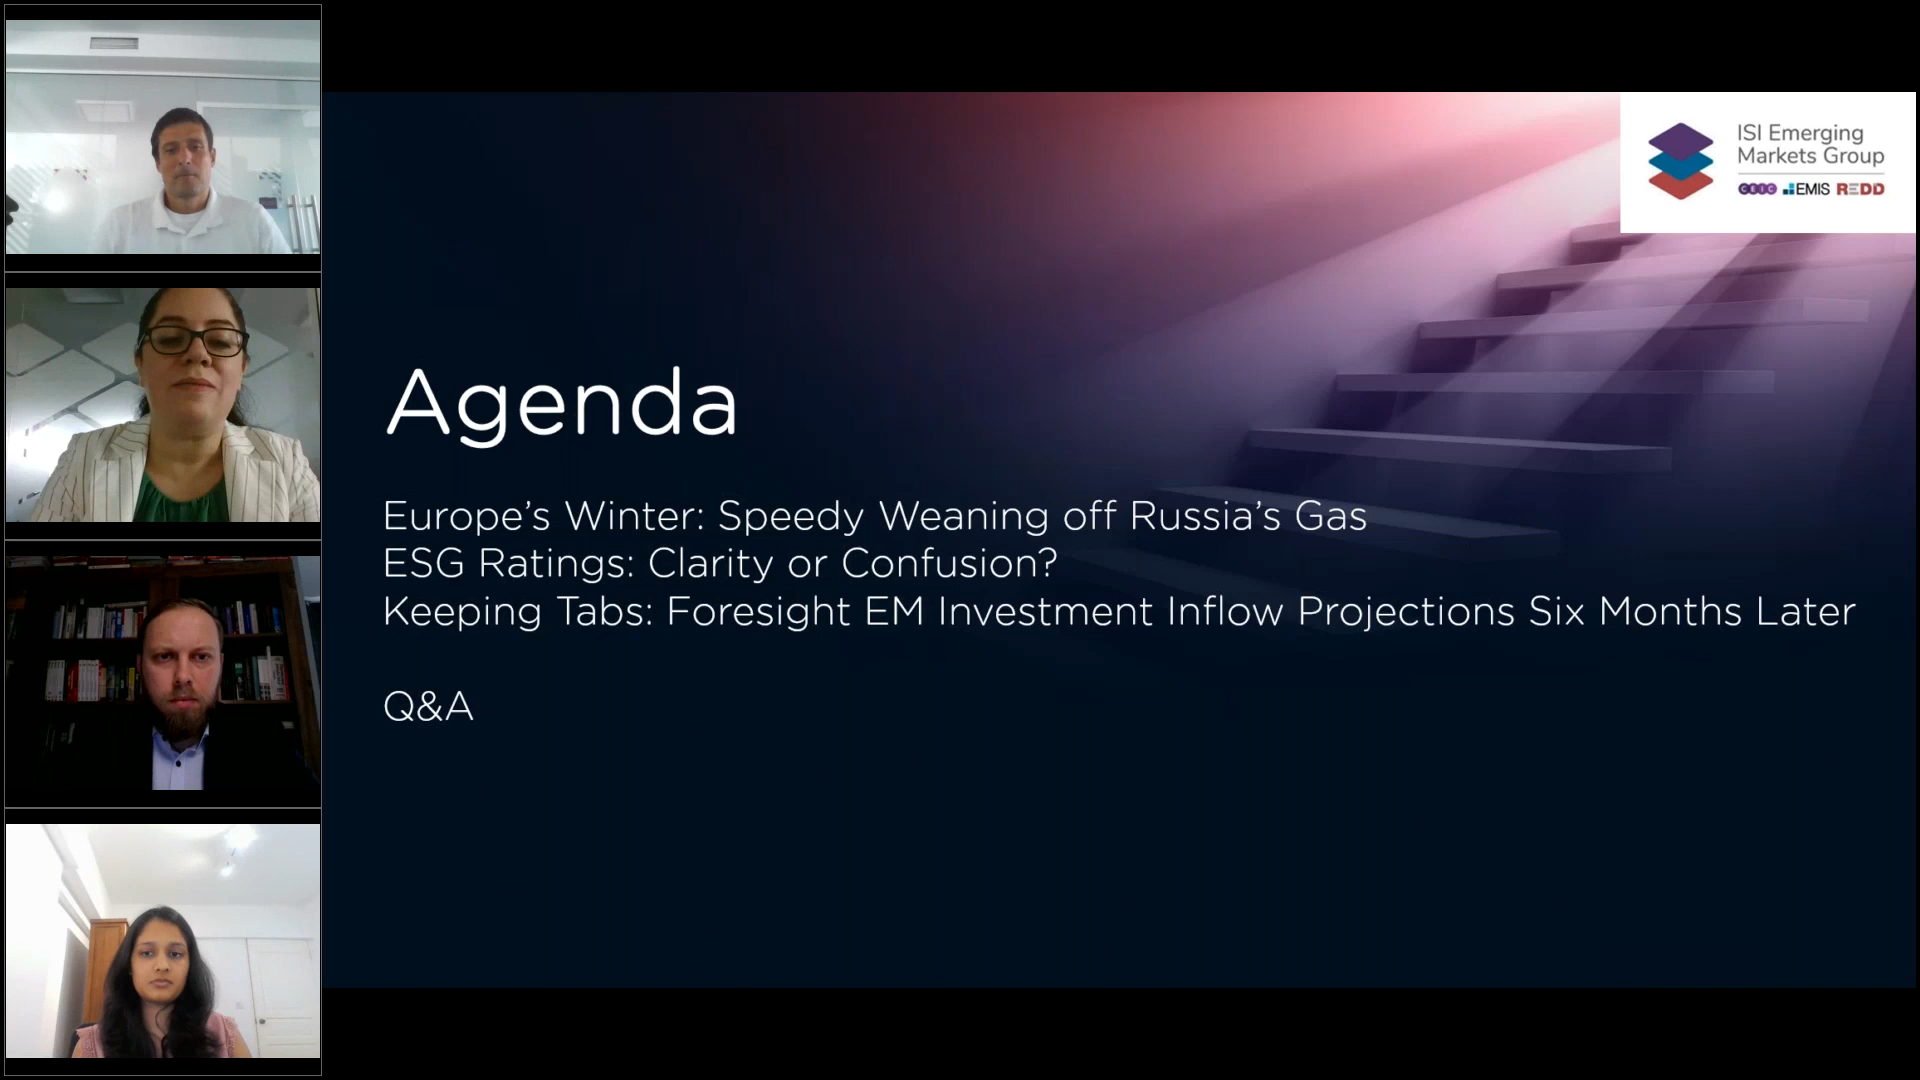 ISI Emerging
Markets Group
CEIC EMIS REDD
Agenda
Europe's Winter: Speedy Weaning off Russia's Gas
ESG Ratings: Clarity or Confusion?
Keeping Tabs: Foresight EM Investment Inflow Projections Six Months Later
Q&A